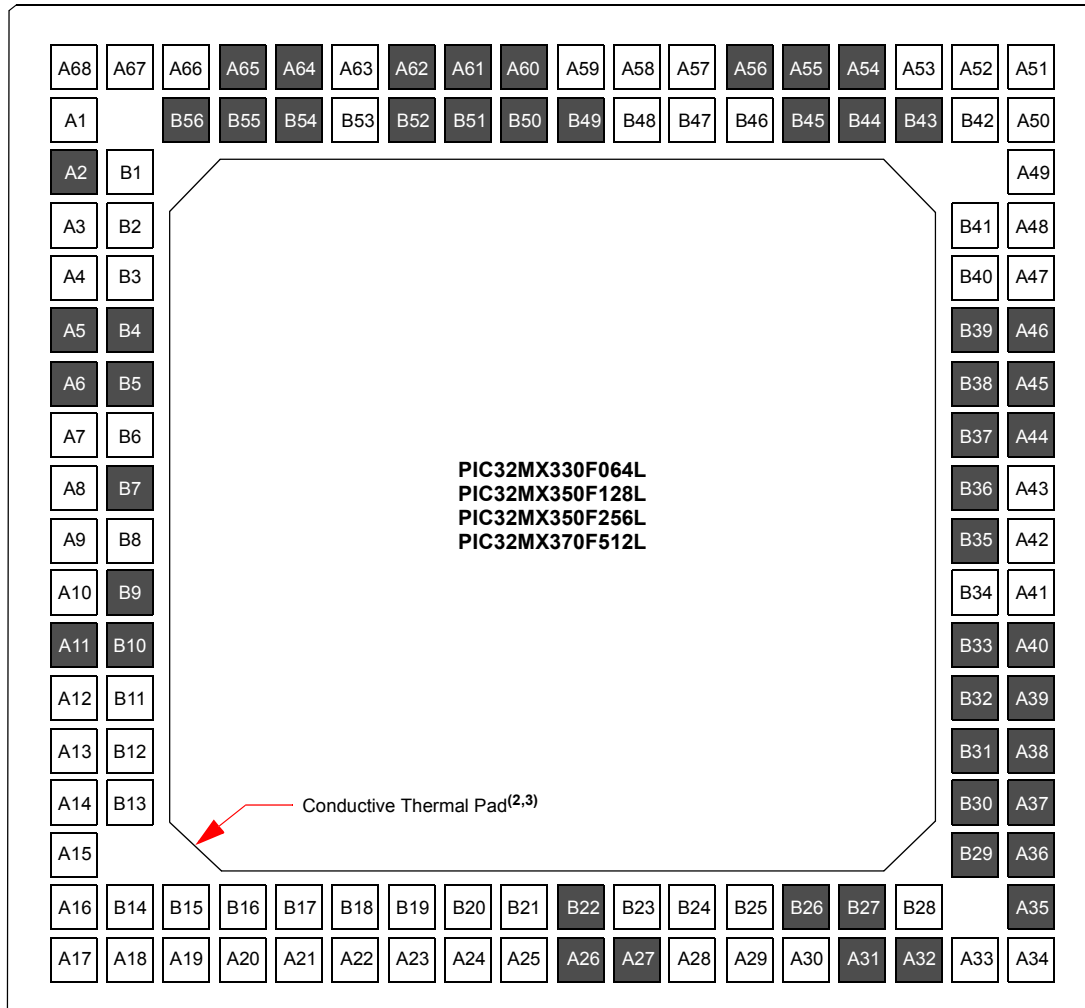 A68 A67 A66 A65 A64 A63 A62 A61 A60 A59 A58 A57 A56 A55 A54 A53 A52 A51
A1 B56 B55 B54 B53 B52 B51 B50 B49 B48 B47 B46 B45 B44 B43 B42 A50
A2 B1 A49
A3 B2 B41 A48
A4 B3 B40 A47
A5 B4 B39 A46
A6 B5 B38 A45
A7 B6 B37 A44
PIC32MX330F064L
A8 B7 B36 A43
PIC32MX350F128L
PIC32MX350F256L
A9 B8 B35 A42
PIC32MX370F512L
A10 B9 B34 A41
A11 B10 B33 A40
A12 B11 B32 A39
A13 B12 B31 A38
A14 B13 Conductive Thermal Pad(2,3) B30 A37
A15 B29 A36
A16 B14 B15 B16 B17 B18 B19 B20 B21 B22 B23 B24 B25 B26 B27 B28 A35
A17 A18 A19 A20 A21 A22 A23 A24 A25 A26 A27 A28 A29 A30 A31 A32 A33 A34